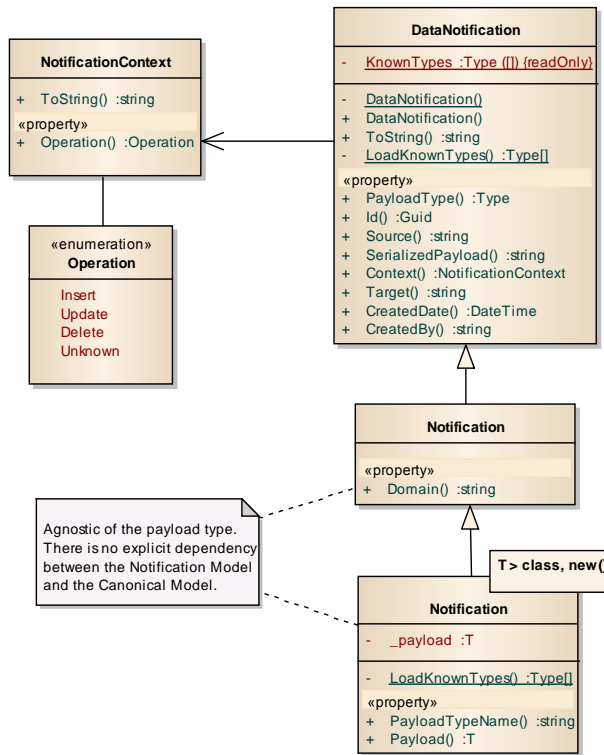 NotificationContext
+ ToString() :string
«property»
+ Operation() :Operation
«enumeration»
Operation
Insert
Update
Delete
Unknown
DataNotification
- KnownTypes :Type ([]) {readOnly}
- DataNotification()
+ DataNotification()
+ ToString() :string
- LoadKnownTypes() :Type[]
«property»
+ PayloadType() :Type
+ Id() :Guid
+ Source() :string
+ SerializedPayload() :string
+ Context() :NotificationContext
+ Target() :string
+ CreatedDate() :DateTime
+ CreatedBy() :string
Notification
«property»
+ Domain() :string
Agnostic of the payload type.
There is no explicit dependency
between the Notification Model
and the Canonical Model.
T > class, new()
Notification
- _payload :T
- LoadKnownTypes() :Type[]
«property»
+ PayloadTypeName() :string
+ Payload() :T